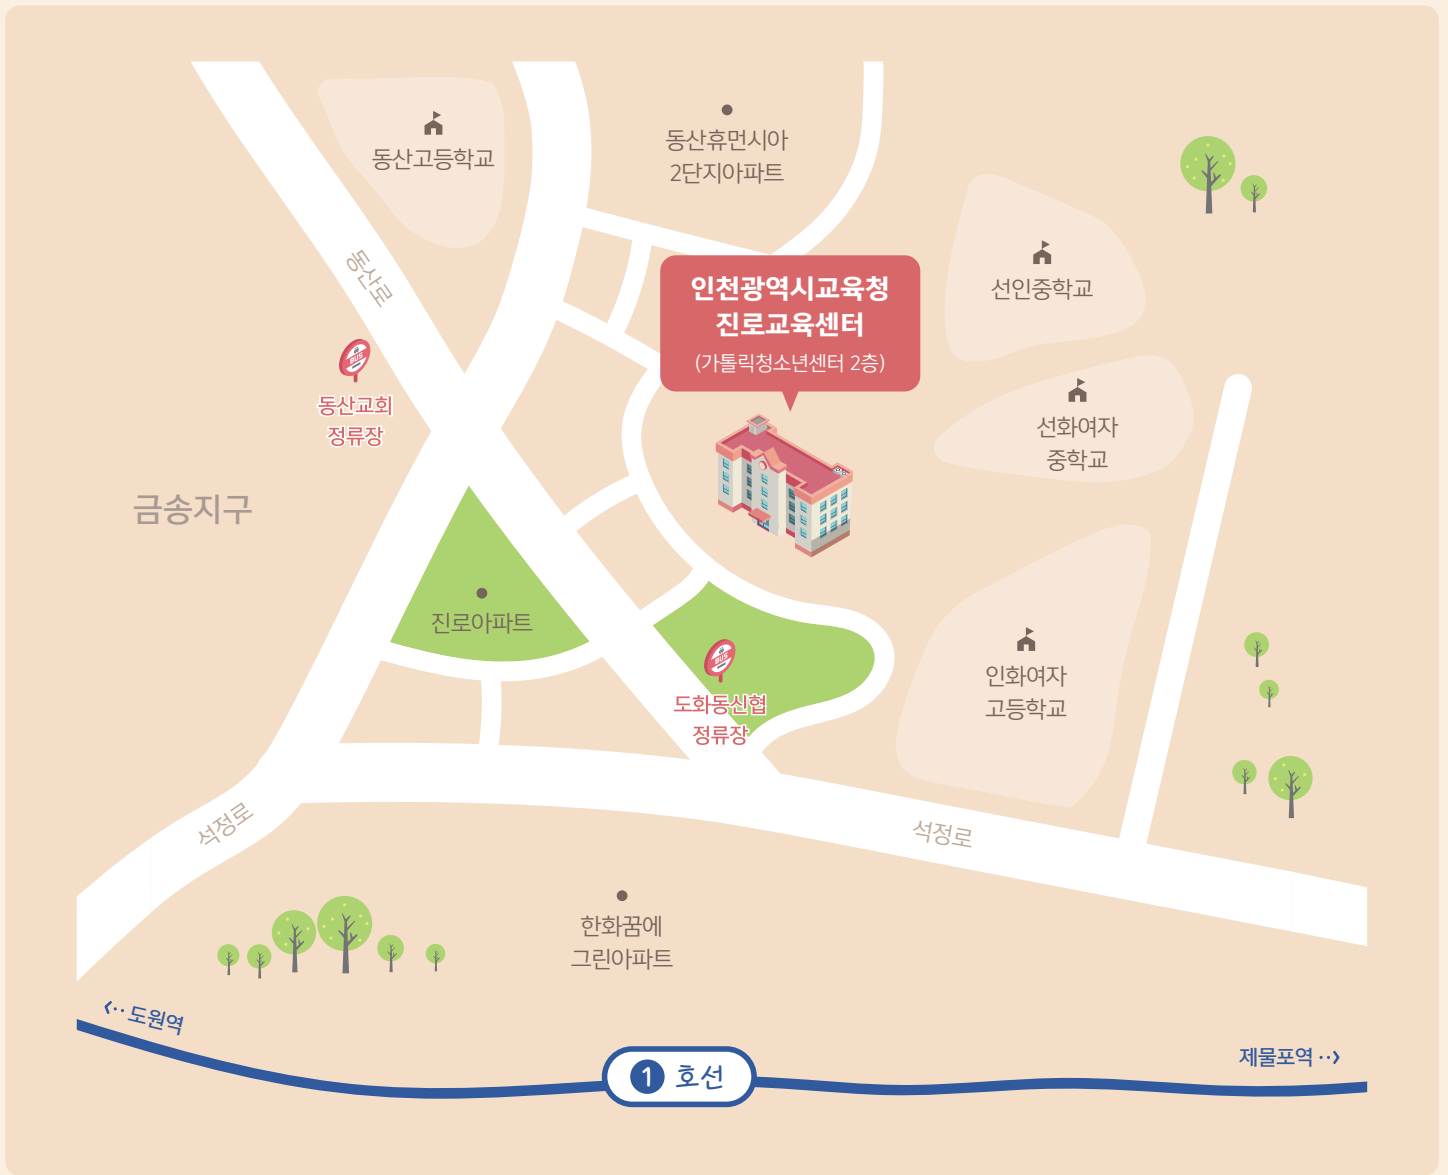 동산고등학교
동산휴먼시아
2단지아파트
동산로
인천광역시교육청
진로교육센터
(가톨릭청소년센터 2층)
선인중학교
BUS
동산교회
정류장
선화여자
중학교
금송지구
진로아파트
BUS
도화동신협
정류장
인화여자
고등학교
석정로
석정로
한화꿈에
그린아파트
도원역
1 호선
제물포역